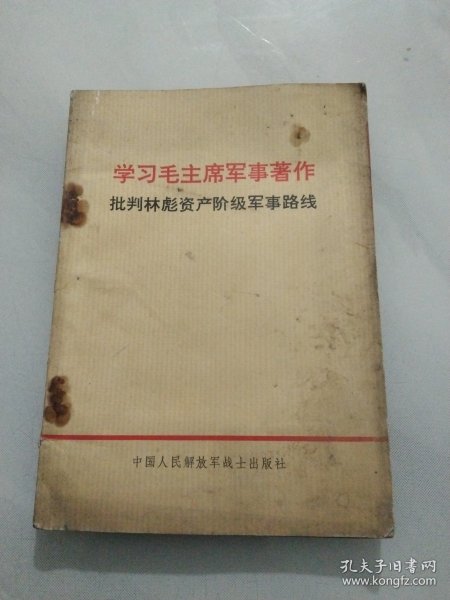 学习毛主席军事著作
批判林彪资产阶级军事路线
中国人民解放军战士出版社
孔夫子旧书网
www.kongfz.com